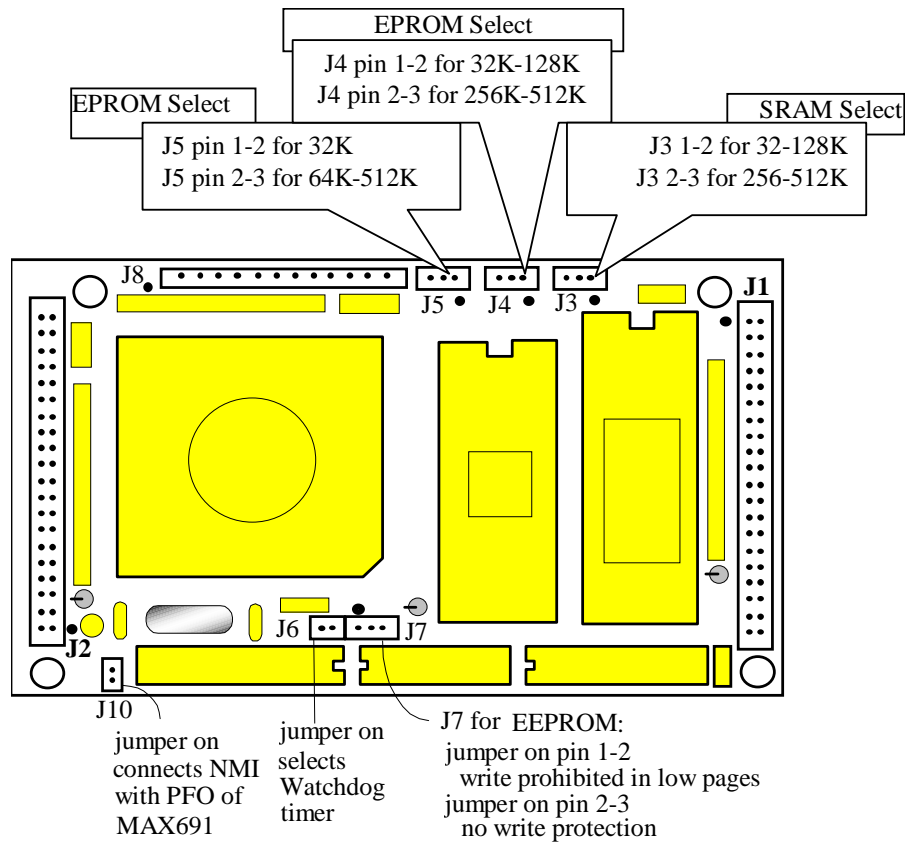 EPROM Select
J4 pin 1-2 for 32K-128K
J4 pin 2-3 for 256K-512K
EPROM Select
J5 pin 1-2 for 32K
J5 pin 2-3 for 64K-512K
SRAM Select
J3 1-2 for 32-128K
J3 2-3 for 256-512K
J8
J5
J4
J3
J1
J6
J7
J2
J10
jumper on
connects NMI
with PFO of
MAX691
jumper on
selects
Watchdog
timer
J7 for EEPROM:
jumper on pin 1-2
write prohibited in low pages
jumper on pin 2-3
no write protection